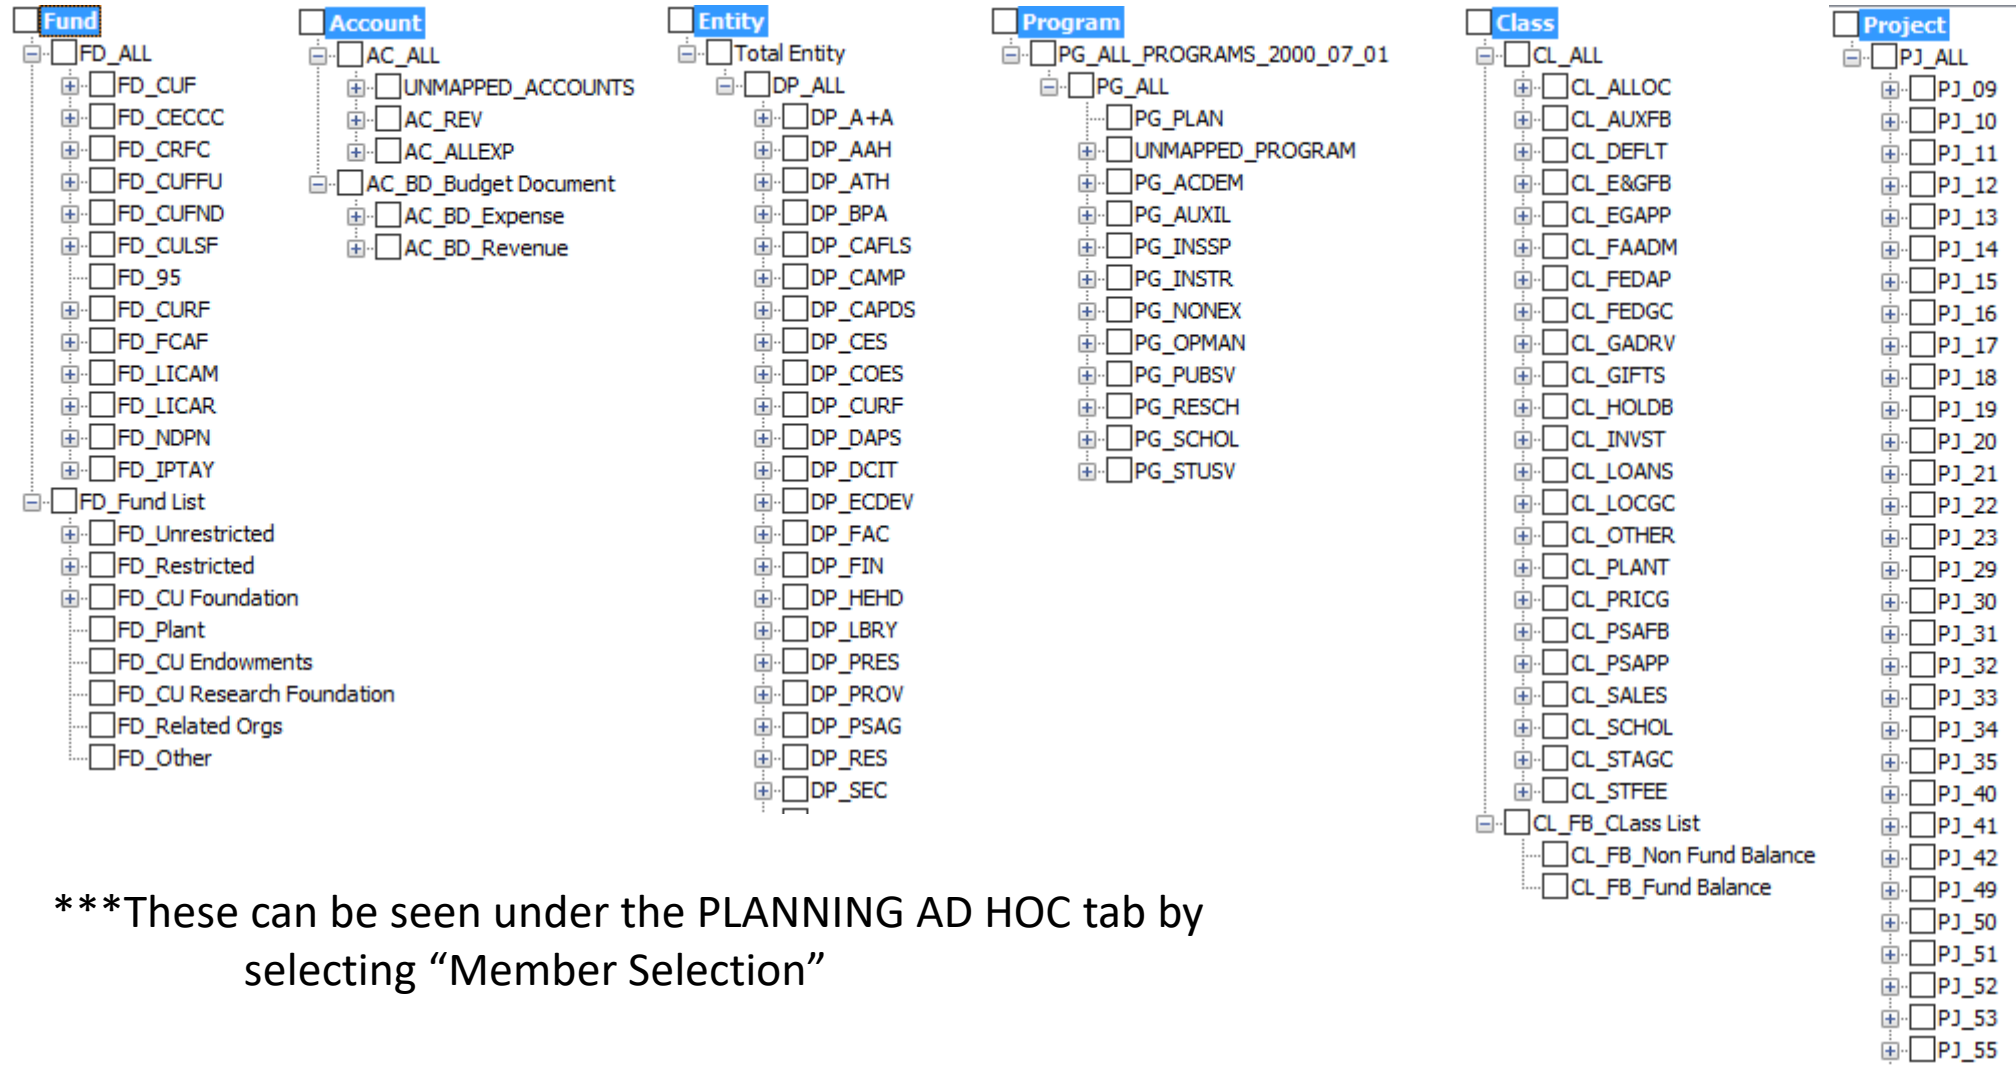 Fund
FD_ALL
FD_CUF
FD_CECCC
FD_CRFC
FD_CUFFU
FD_CUFND
FD_CULSF
FD_95
FD_CURF
FD_FCAF
FD_LICAM
FD_LICAR
FD_NDPN
FD_IPTAY
FD_Fund List
FD_Unrestricted
FD_Restricted
FD_CU Foundation
FD_Plant
FD_CU Endowments
FD_CU Research Foundation
FD_Related Orgs
FD_Other
Account
AC_ALL
UNMAPPED_ACCOUNTS
AC_REV
AC_ALLEXP
AC_BD_Budget Document
AC_BD_Expense
AC_BD_Revenue
Entity
Total Entity
DP_ALL
DP_A+A
DP_AAH
DP_ATH
DP_BPA
DP_CAFLS
DP_CAMP
DP_CAPDS
DP_CES
DP_COES
DP_CURF
DP_DAPS
DP_DCIT
DP_ECDEV
DP_FAC
DP_FIN
DP_HEHD
DP_LBRY
DP_PRES
DP_PROV
DP_PSAG
DP_RES
DP_SEC
Program
PG_ALL_PROGRAMS_2000_07_01
PG_ALL
PG_PLAN
UNMAPPED_PROGRAM
PG_ACDEM
PG_AUXIL
PG_INSSP
PG_INSTR
PG_NONEX
PG_OPMAN
PG_PUBSV
PG_RESCH
PG_SCHOL
PG_STUSV
Class
CL_ALL
CL_ALLOC
CL_AUXFB
CL_DEFLT
CL_E&GFB
CL_EGAPP
CL_FAADM
CL_FEDAP
CL_FEDGC
CL_GADRV
CL_GIFTS
CL_HOLDB
CL_INVST
CL_LOANS
CL_LOCGC
CL_OTHER
CL_PLANT
CL_PRICG
CL_PSAFB
CL_PSAPP
CL_SALES
CL_SCHOL
CL_STAGC
CL_STFEE
CL_FB_CLass List
CL_FB_Non Fund Balance
CL_FB_Fund Balance
Project
PJ_ALL
PJ_09
PJ_10
PJ_11
PJ_12
PJ_13
PJ_14
PJ_15
PJ_16
PJ_17
PJ_18
PJ_19
PJ_20
PJ_21
PJ_22
PJ_23
PJ_29
PJ_30
PJ_31
PJ_32
PJ_33
PJ_34
PJ_35
PJ_40
PJ_41
PJ_42
PJ_49
PJ_50
PJ_51
PJ_52
PJ_53
PJ_55
***These can be seen under the PLANNING AD HOC tab by
selecting “Member Selection”